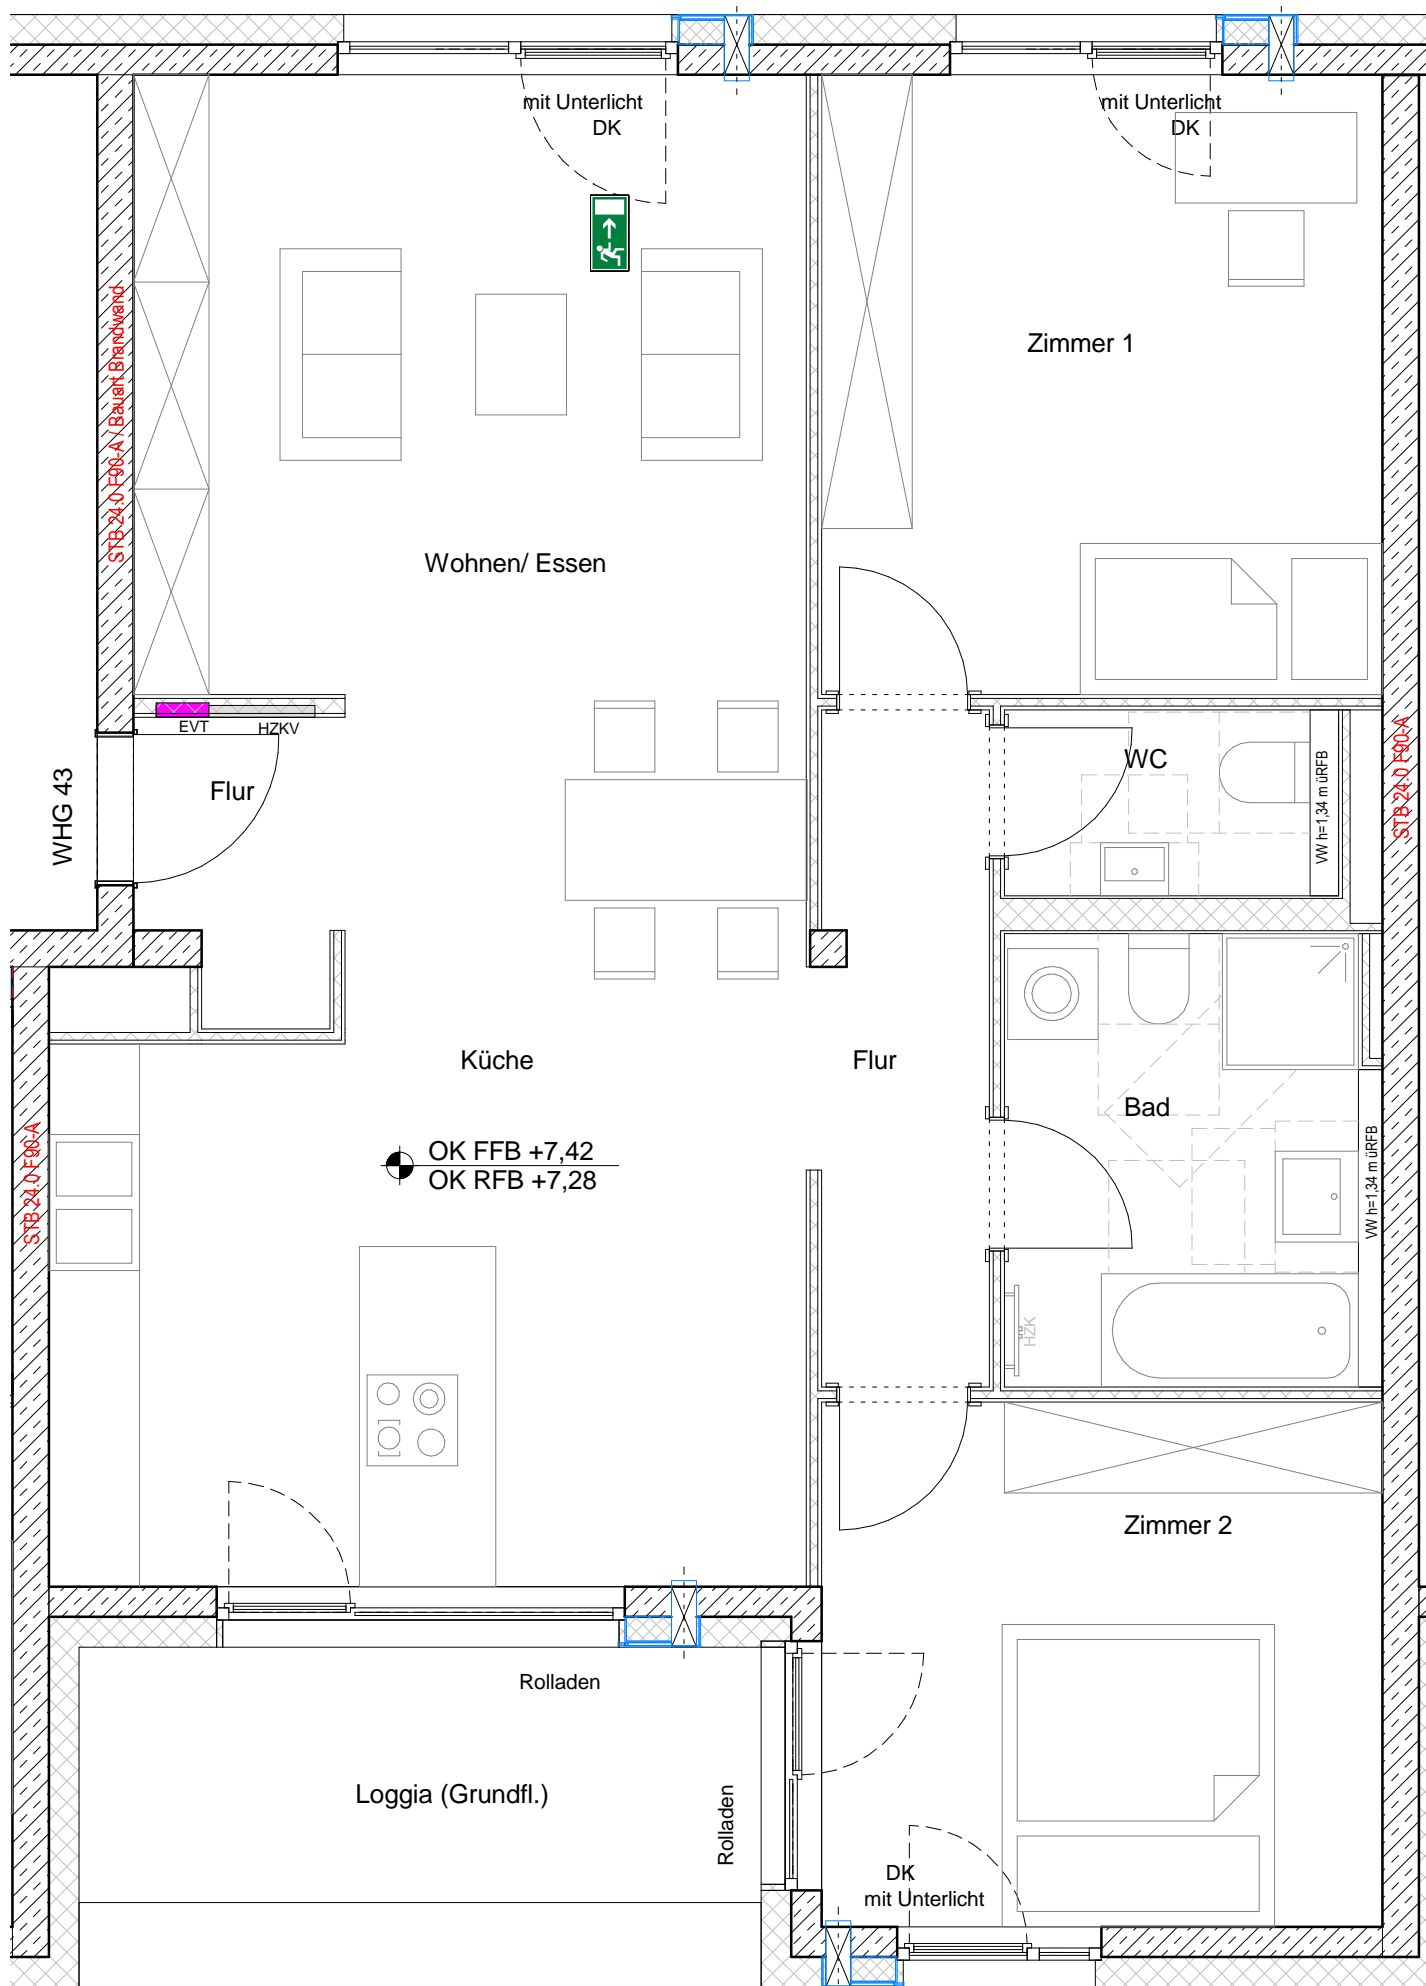 mit Unterlicht
DK
mit Unterlicht
DK
Zimmer 1
STB 24.0 F90-A / Bauart Brandwand
Wohnen/ Essen
EVT
HZKV
WHG 43
Flur
WC
VW h=1,34 m üRFB
STB 24.0 F90-A
Küche
Flur
Bad
OK FFB +7,42
OK RFB +7,28
STB 24.0 F90-A
VW h=1,34 m üRFB
HZK
Zimmer 2
Rolladen
Loggia (Grundfl.)
Rolladen
DK
mit Unterlicht